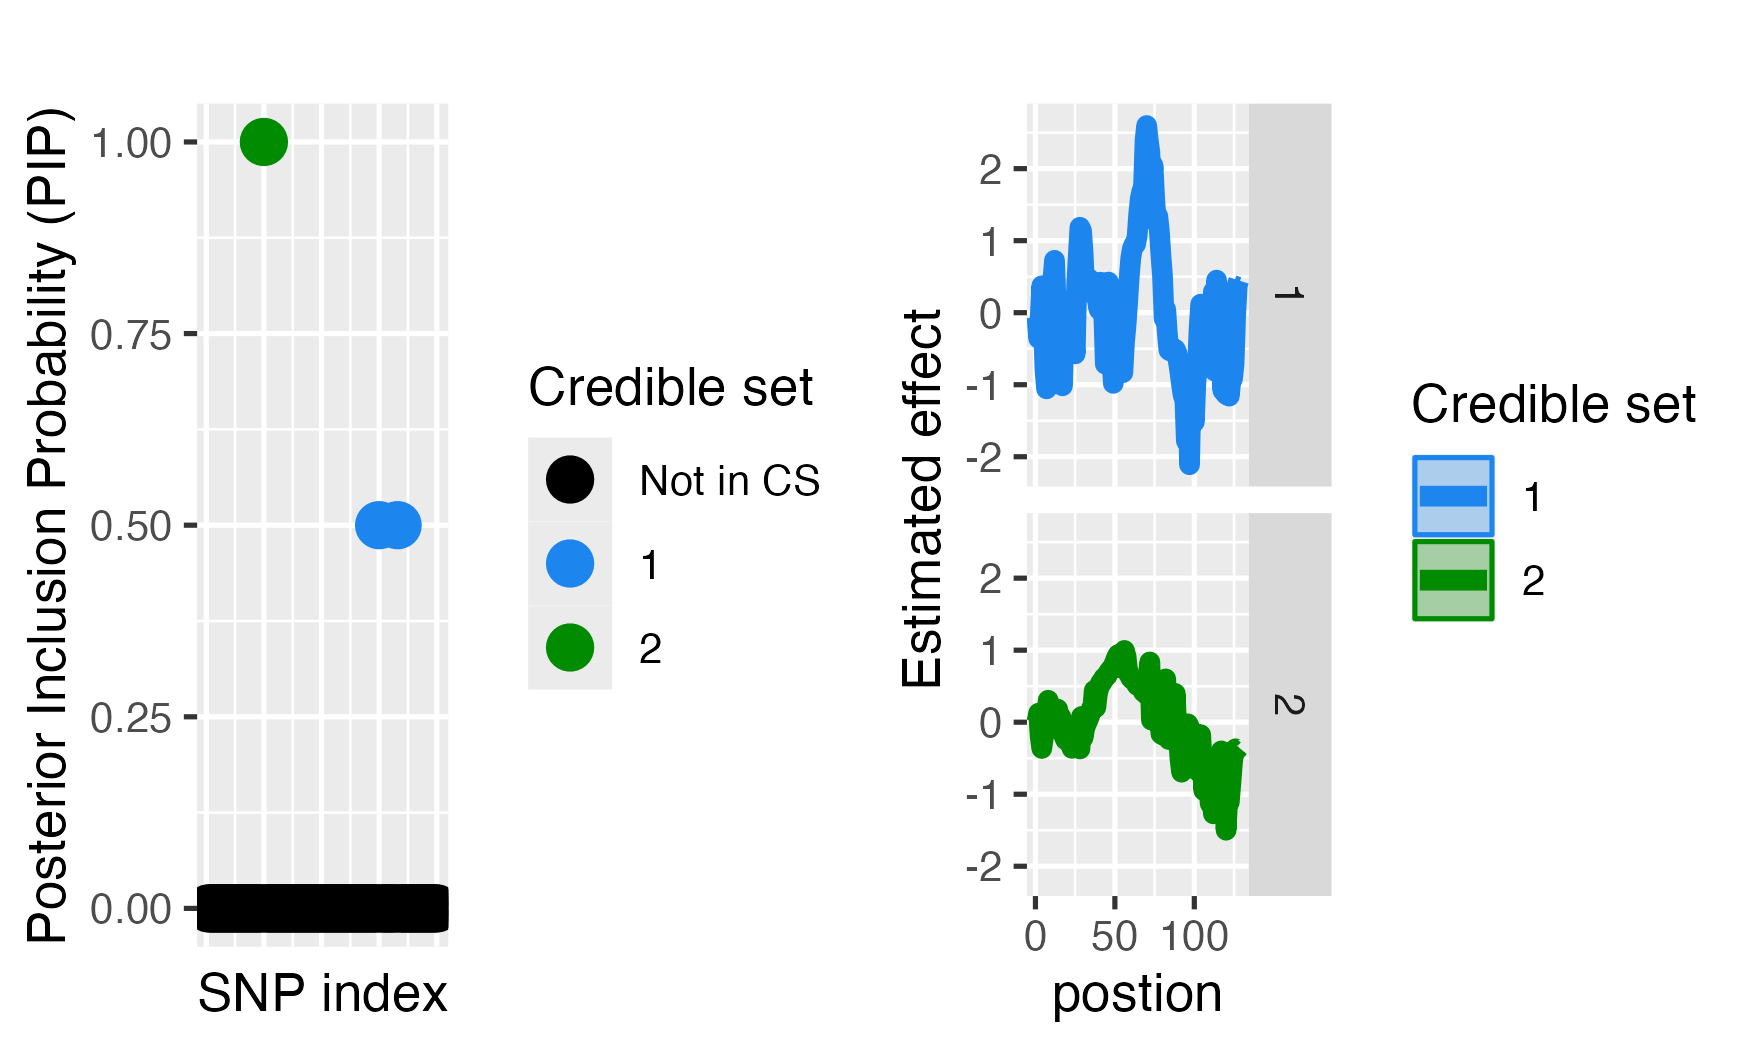 Posterior Inclusion Probability (PIP)
1.00
0.75
0.50
0.25
0.00
SNP index
Credible set
Not in CS
1
2
Estimated effect
2
1
0
-1
-2
1
2
1
0
-1
-2
2
0 50 100
postion
Credible set
1
2